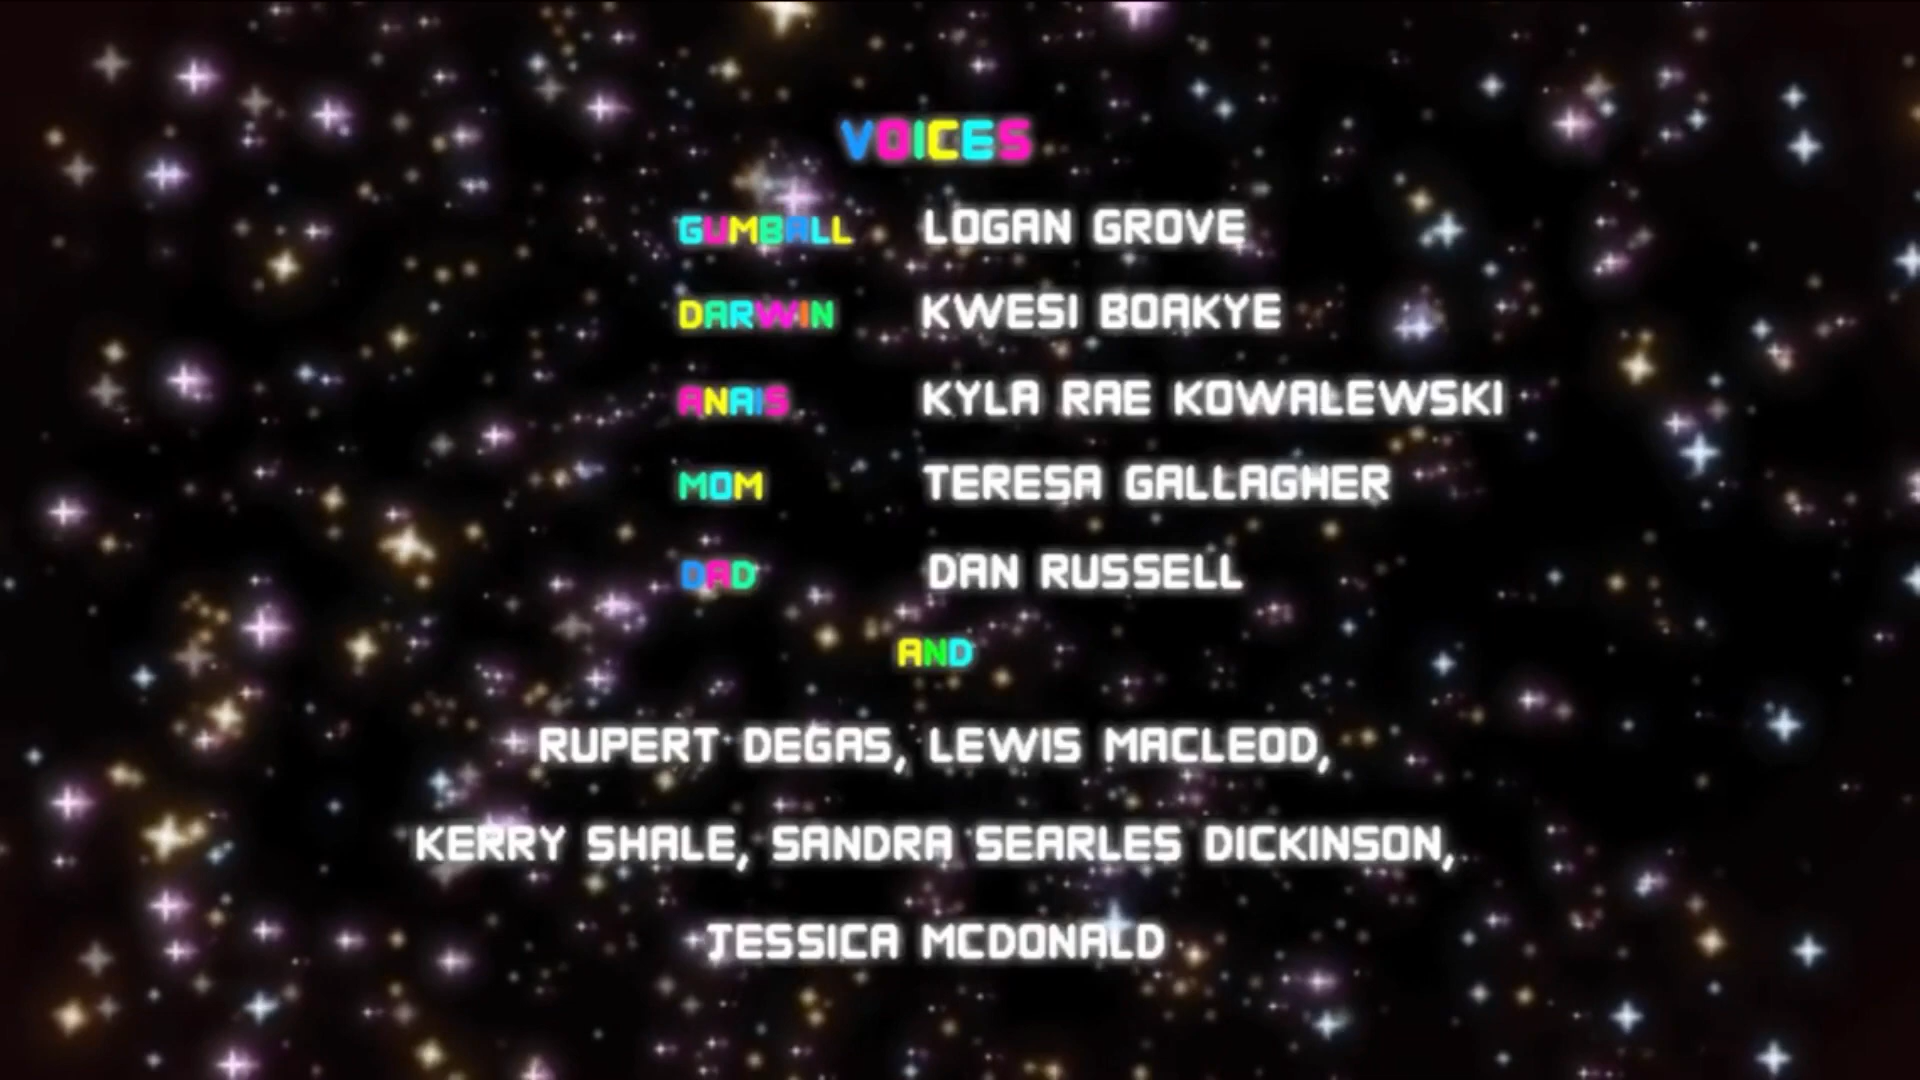 VOICES
GUMBALL LOGAN GROVE
DARWIN KWESI BOAKYE
ANAIS KYLA RAE KOWALEWSKI
MOM TERESA GALLAGHER
DAD DAN RUSSELL
AND
RUPERT DEGAS, LEWIS MACLEOD,
KERRY SHALE, SANDRA SEARLES DICKINSON,
JESSICA MCDONALD